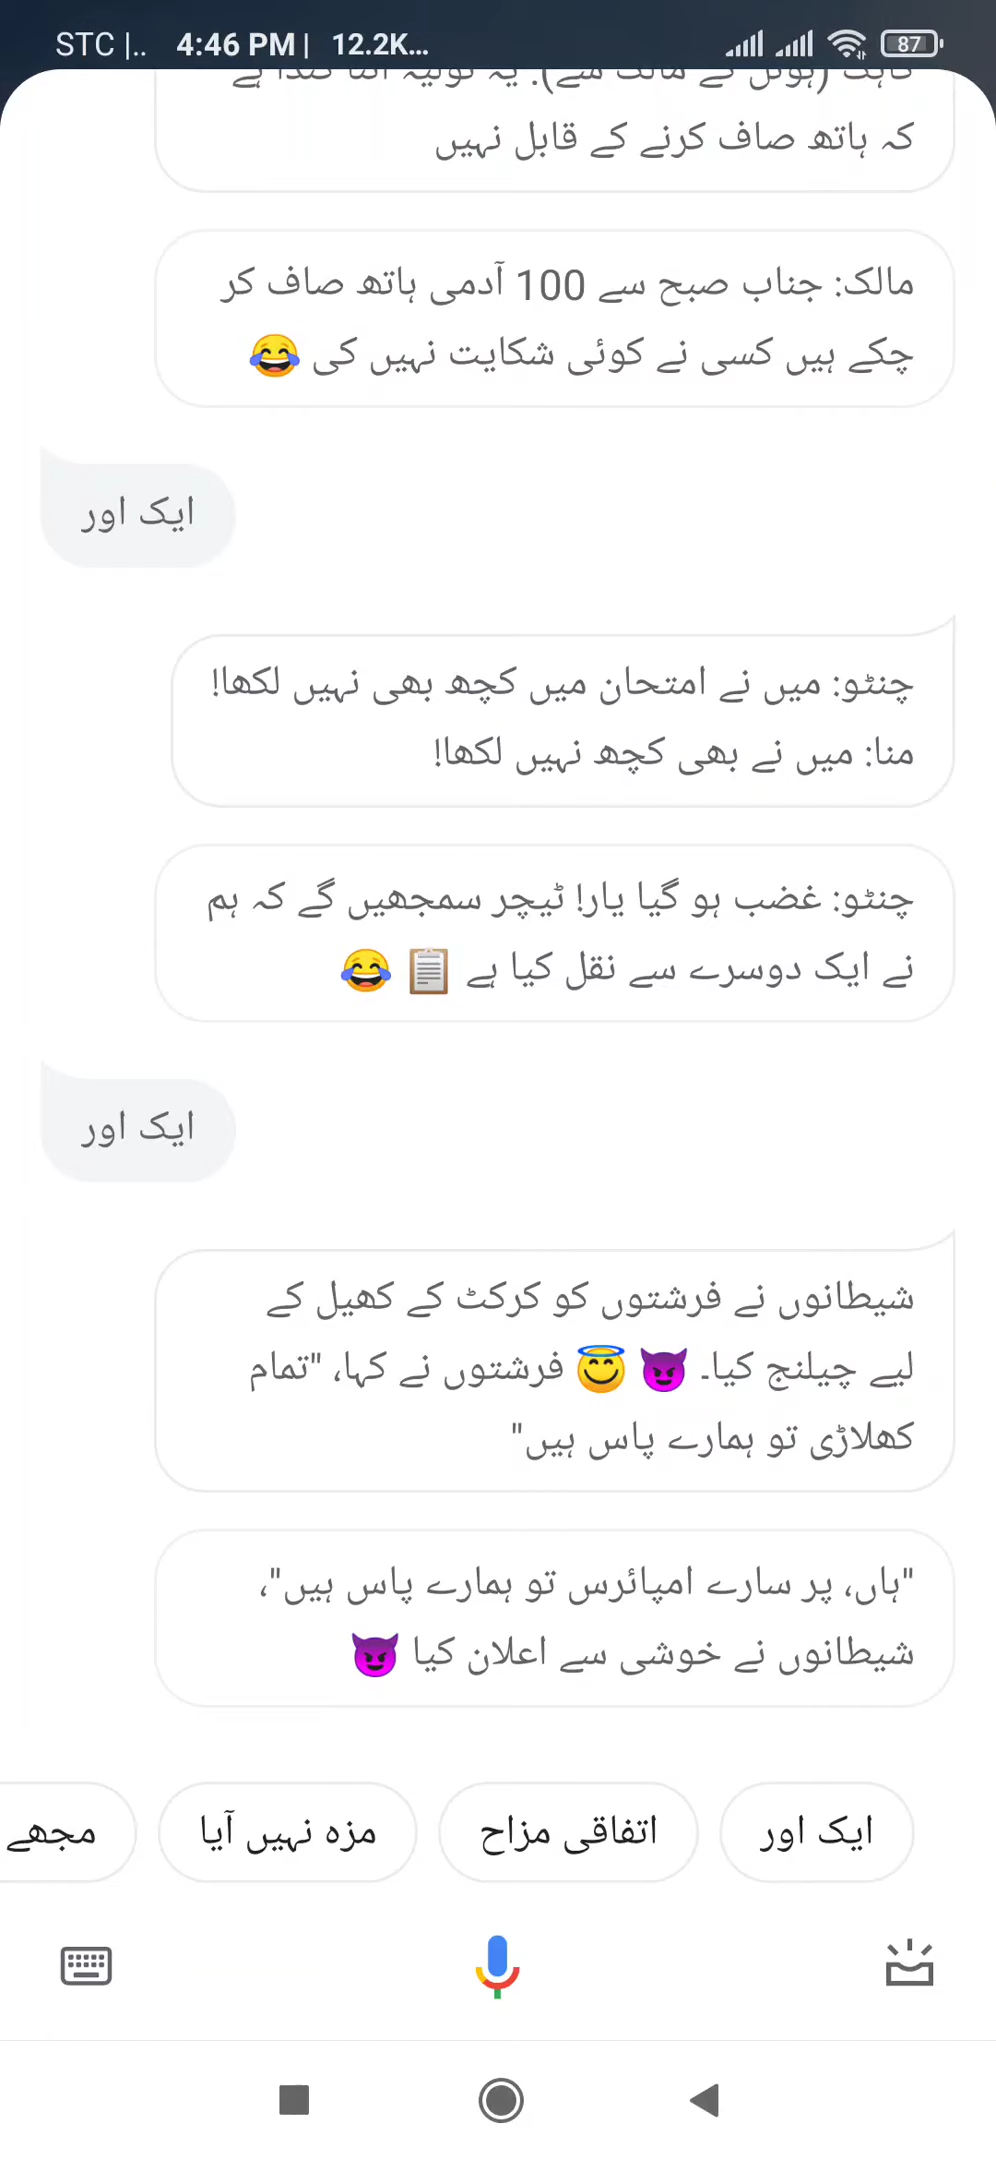 STC |.. 4:46 PM | 12.2K... 87
کہ ہاتھ صاف کرنے کے قابل نہیں
مالک: جناب صبح سے 100 آدمی ہاتھ صاف کر
چکے ہیں کسی نے کوئی شکایت نہیں کی 😂
ایک اور
چنٹو: میں نے امتحان میں کچھ بھی نہیں لکھا!
منا: میں نے بھی کچھ نہیں لکھا!
چنٹو: غضب ہو گیا یار! ٹیچر سمجھیں گے کہ ہم
نے ایک دوسرے سے نقل کیا ہے 📋 😂
ایک اور
شیطانوں نے فرشتوں کو کرکٹ کے کھیل کے
لیے چیلنج کیا۔ 😈 😇 فرشتوں نے کہا، "تمام
کھلاڑی تو ہمارے پاس ہیں"
"ہاں، پر سارے امپائرس تو ہمارے پاس ہیں"،
شیطانوں نے خوشی سے اعلان کیا 😈
ایک اور
اتفاقی مزاح
مزہ نہیں آیا
مجھے